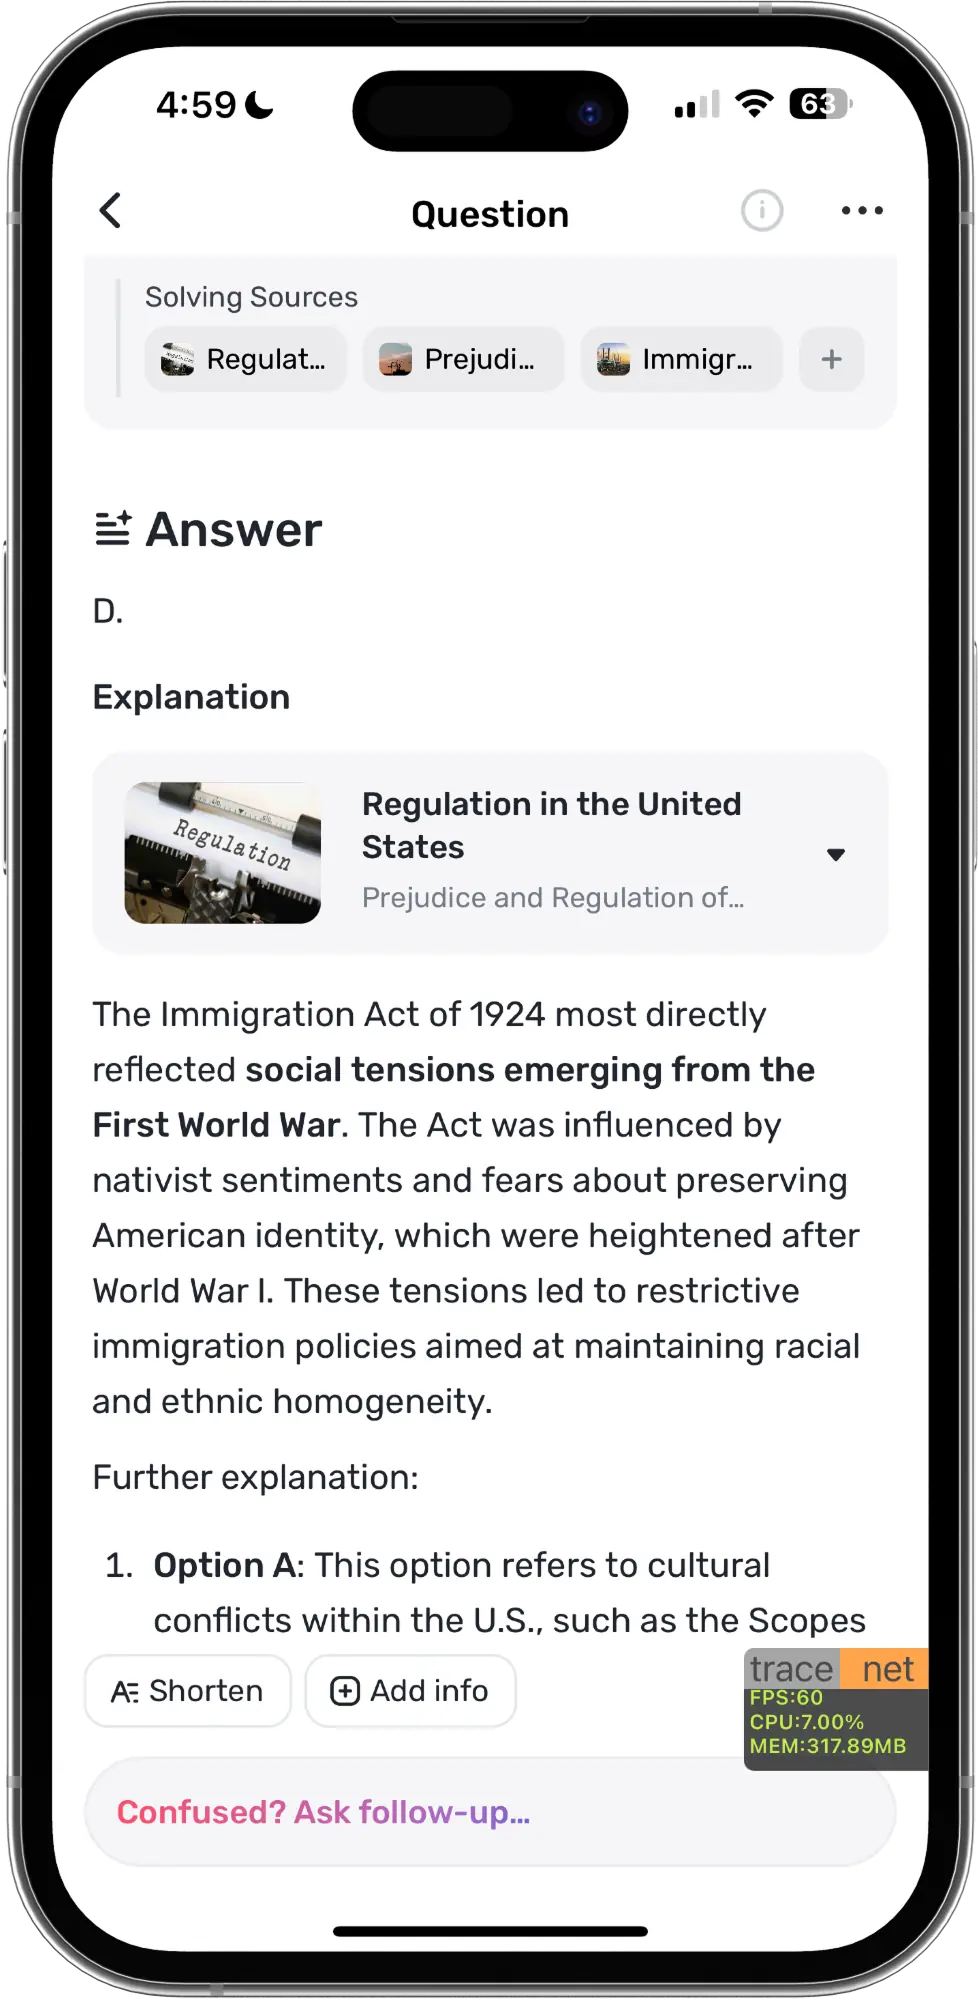 4:59
63
Question
Solving Sources
Regulat...
Prejudi...
Immigr...
+
Answer
D.
Explanation
Regulation
Regulation in the United
States
Prejudice and Regulation of...
The Immigration Act of 1924 most directly
reflected social tensions emerging from the
First World War. The Act was influenced by
nativist sentiments and fears about preserving
American identity, which were heightened after
World War I. These tensions led to restrictive
immigration policies aimed at maintaining racial
and ethnic homogeneity.
Further explanation:
1. Option A: This option refers to cultural
conflicts within the U.S., such as the Scopes
Shorten
Add info
trace net
FPS:60
CPU:7.00%
MEM:317.89MB
Confused? Ask follow-up...